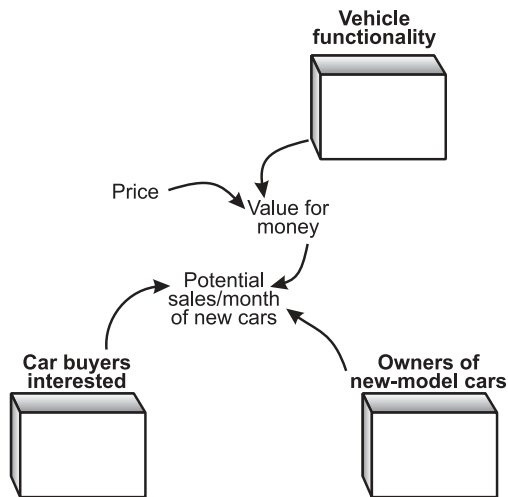 Vehicle
functionality
Price
Value for
money
Potential
sales/month
of new cars
Car buyers
interested
Owners of
new-model cars